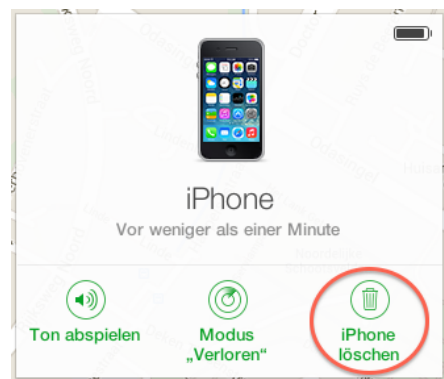 iPhone
Vor weniger als einer Minute
Ton abspielen
Modus
„Verloren“
iPhone
löschen